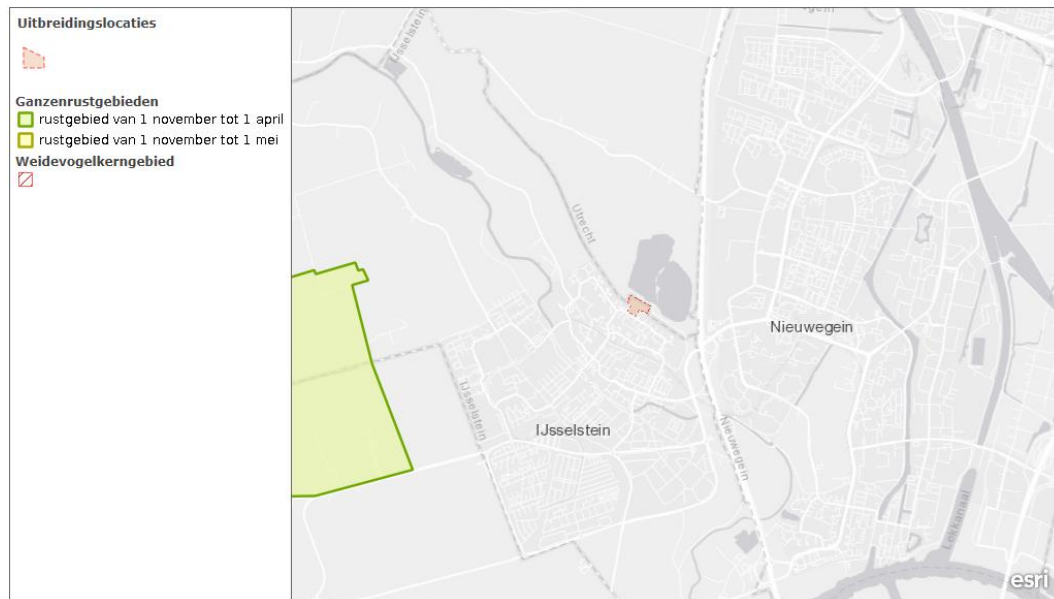 Uitbreidingslocaties
Ganzenrustgebieden
rustgebied van 1 november tot 1 april
rustgebied van 1 november tot 1 mei
Weidevogelkerngebied
IJsselstein
Utrecht
Nieuwegein
IJsselstein
IJsselstein
Nieuwegein
Lekkanaal
esri